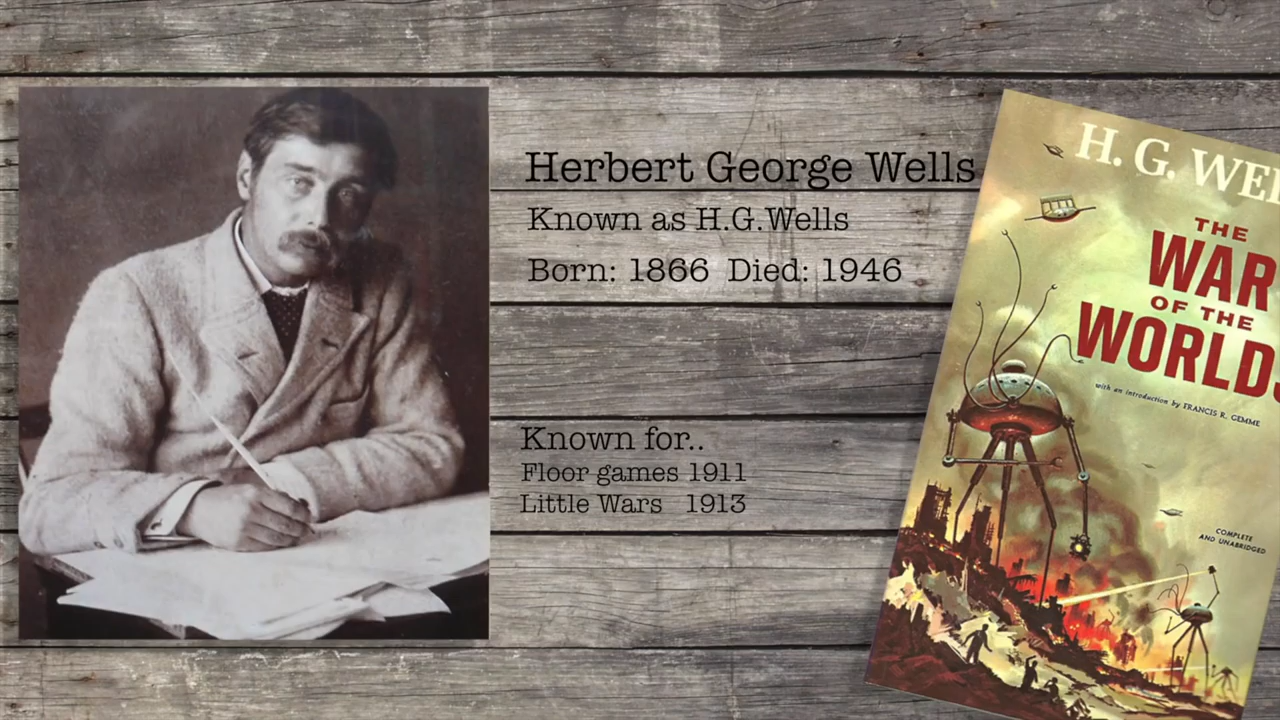 Herbert George Wells
Known as H.G.Wells
Born: 1866 Died: 1946
Known for..
Floor games 1911
Little Wars 1913
H. G. WEL
THE
WAR
OF THE
WORLDS
with an introduction by FRANCIS R. GEMME
COMPLETE
AND UNABRIDGED